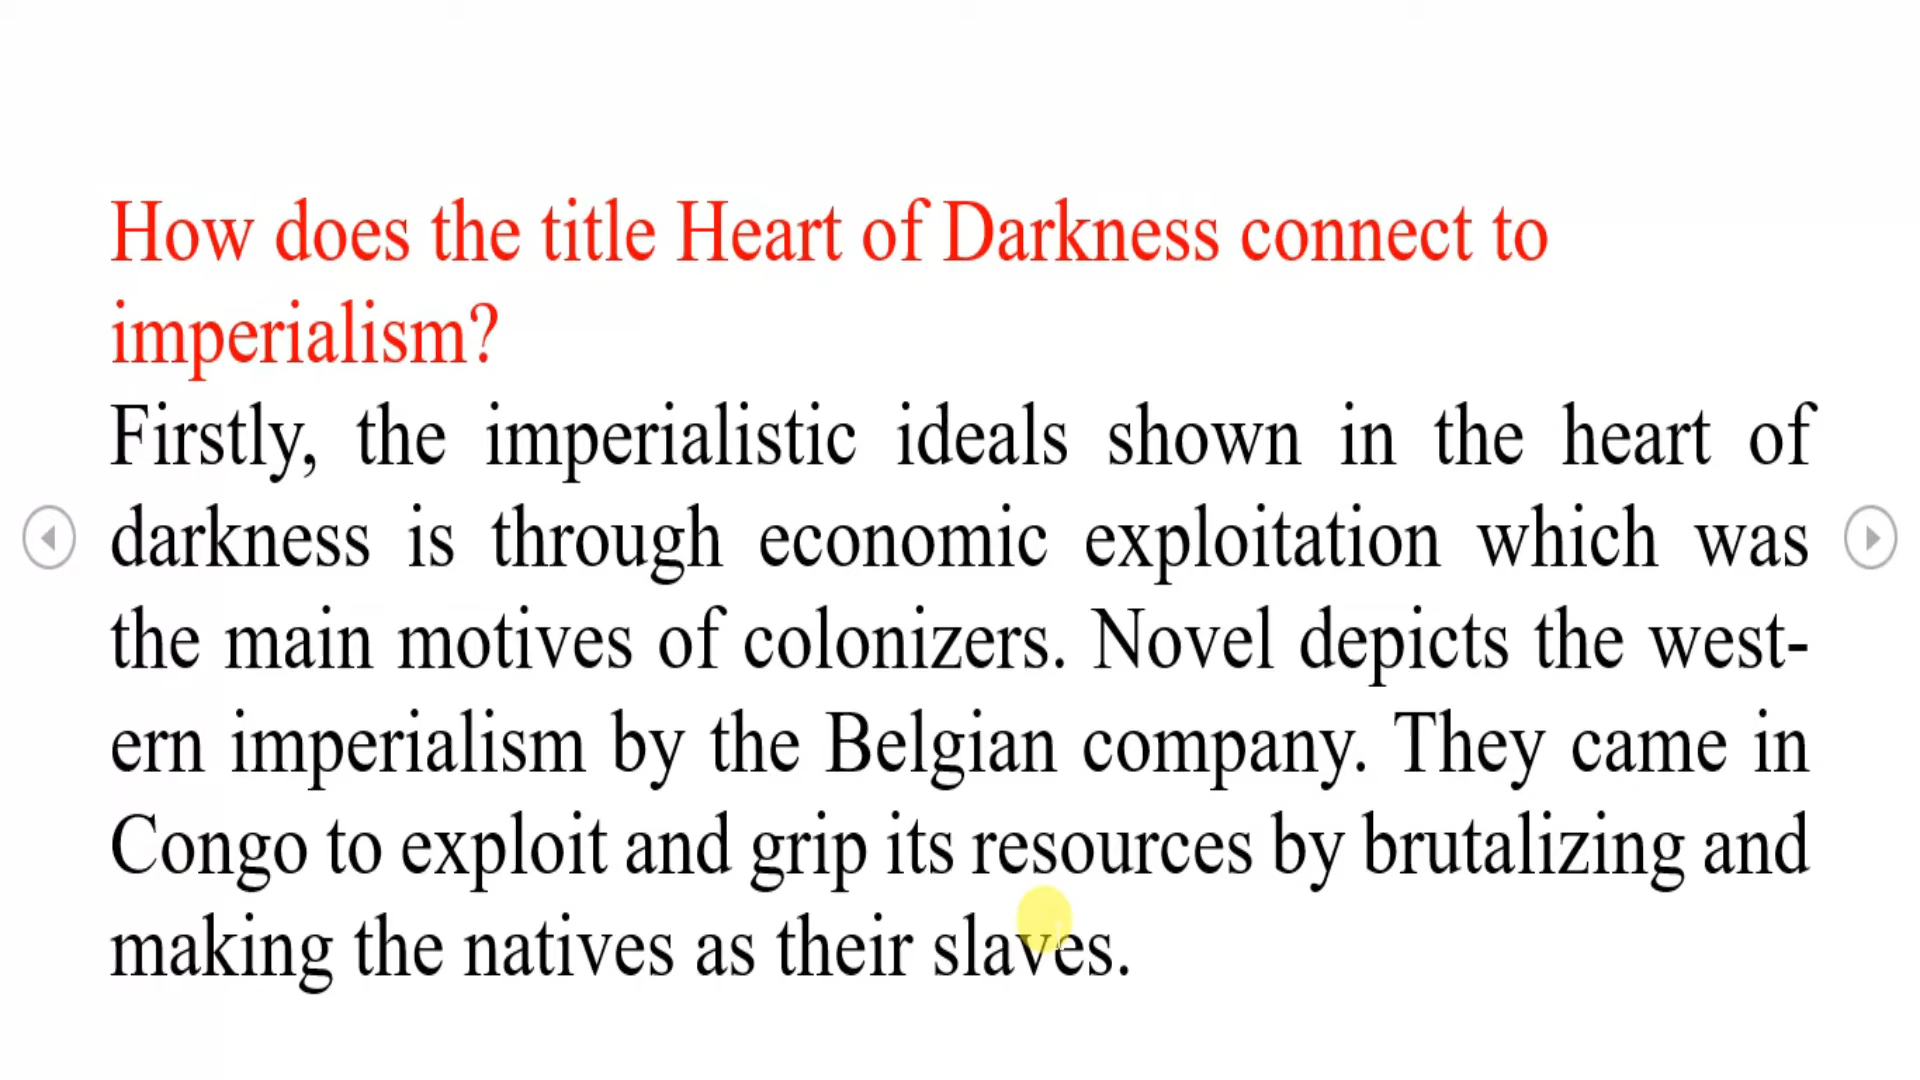 How does the title Heart of Darkness connect to
imperialism?
Firstly, the imperialistic ideals shown in the heart of
darkness is through economic exploitation which was
the main motives of colonizers. Novel depicts the west-
ern imperialism by the Belgian company. They came in
Congo to exploit and grip its resources by brutalizing and
making the natives as their slaves.